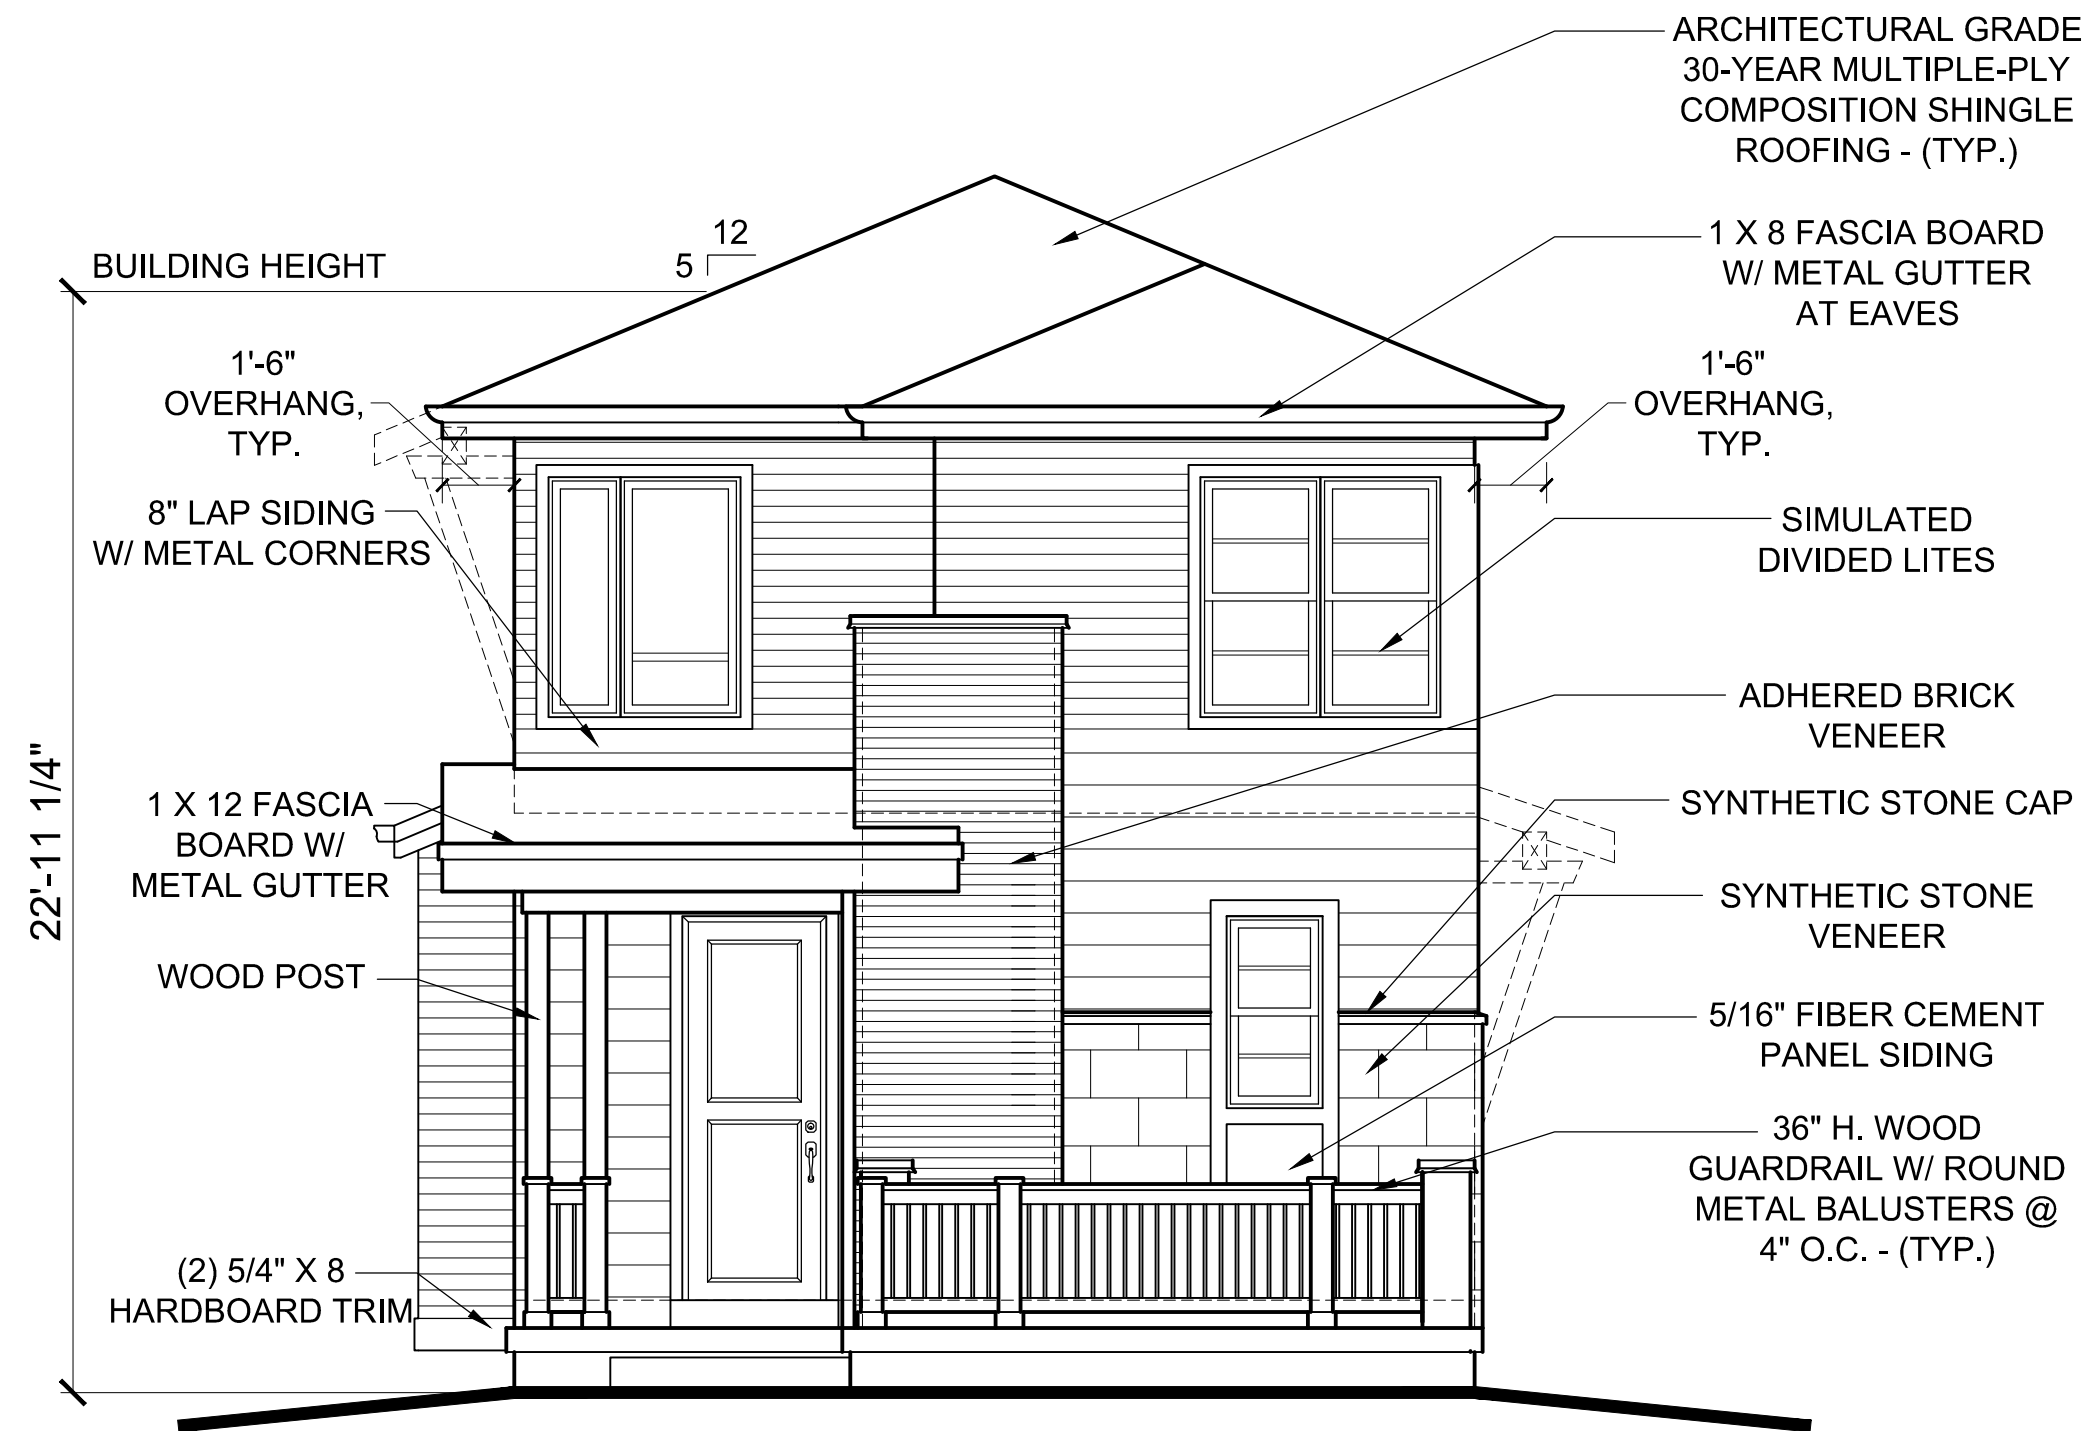 ARCHITECTURAL GRADE
30-YEAR MULTIPLE-PLY
COMPOSITION SHINGLE
ROOFING - (TYP.)
12
5
BUILDING HEIGHT
1 X 8 FASCIA BOARD
W/ METAL GUTTER
AT EAVES
1'-6"
OVERHANG,
TYP.
1'-6"
OVERHANG,
TYP.
8" LAP SIDING
W/ METAL CORNERS
SIMULATED
DIVIDED LITES
ADHERED BRICK
VENEER
22'-11 1/4"
1 X 12 FASCIA
BOARD W/
METAL GUTTER
SYNTHETIC STONE CAP
SYNTHETIC STONE
VENEER
WOOD POST
5/16" FIBER CEMENT
PANEL SIDING
36" H. WOOD
GUARDRAIL W/ ROUND
METAL BALUSTERS @
4" O.C. - (TYP.)
(2) 5/4" X 8
HARDBOARD TRIM